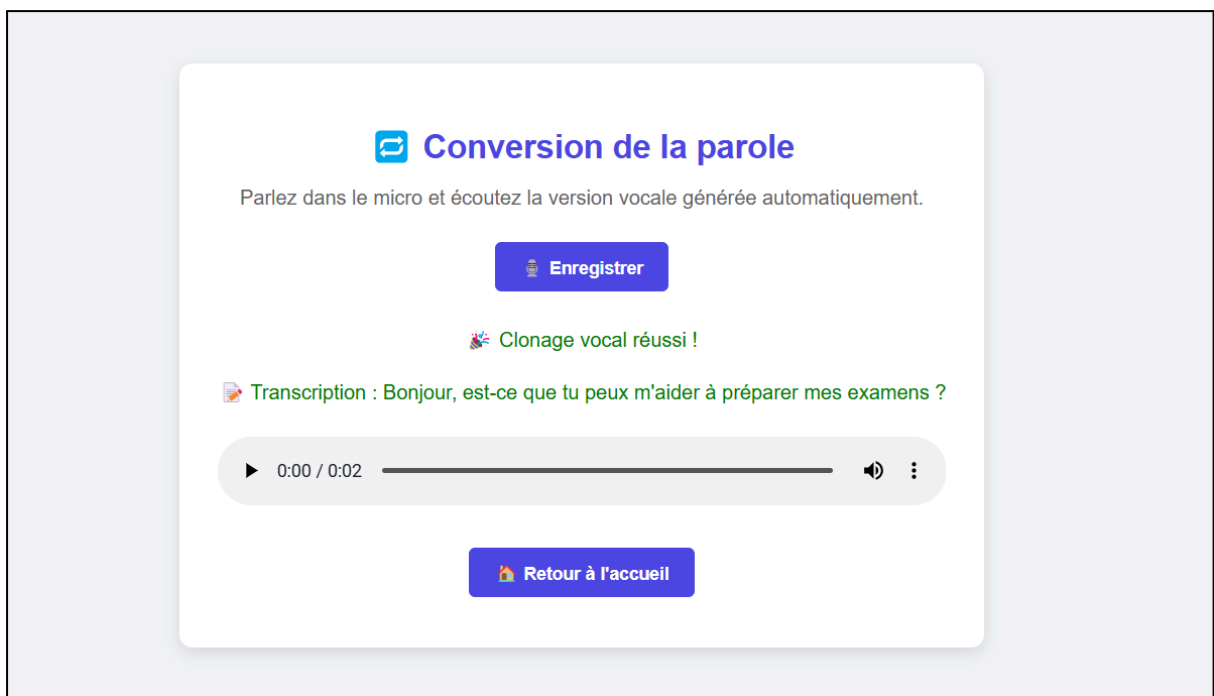 🔁 Conversion de la parole
Parlez dans le micro et écoutez la version vocale générée automatiquement.
🎙️ Enregistrer
🎉 Clonage vocal réussi !
📝 Transcription : Bonjour, est-ce que tu peux m'aider à préparer mes examens ?
0:00 / 0:02
🏠 Retour à l'accueil